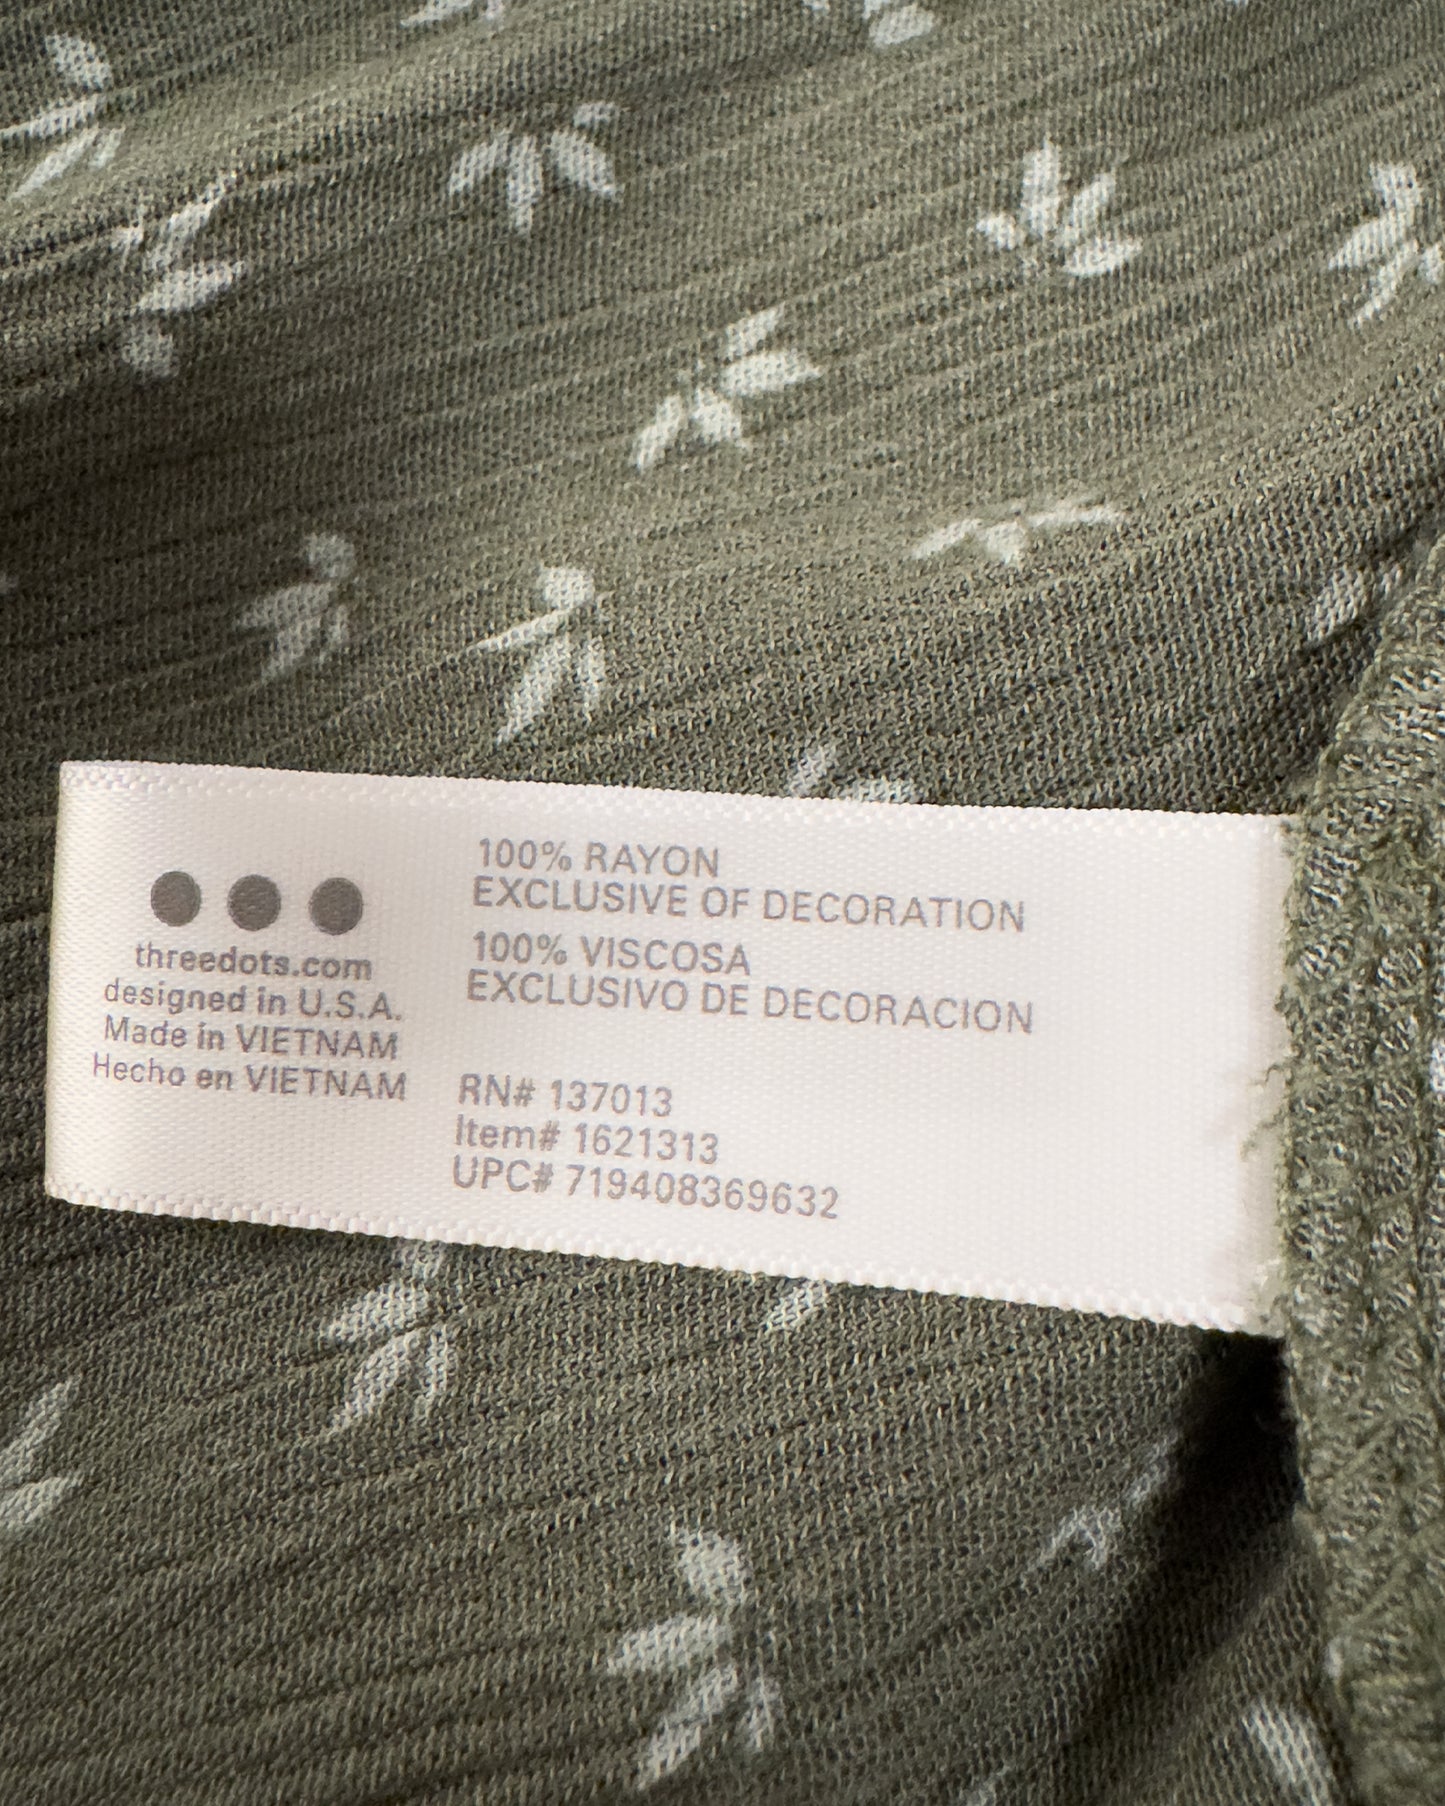 threedots.com
designed in U.S.A.
Made in VIETNAM
Hecho en VIETNAM
100% RAYON
EXCLUSIVE OF DECORATION
100% VISCOSA
EXCLUSIVO DE DECORACION
RN# 137013
Item# 1621313
UPC# 719408369632